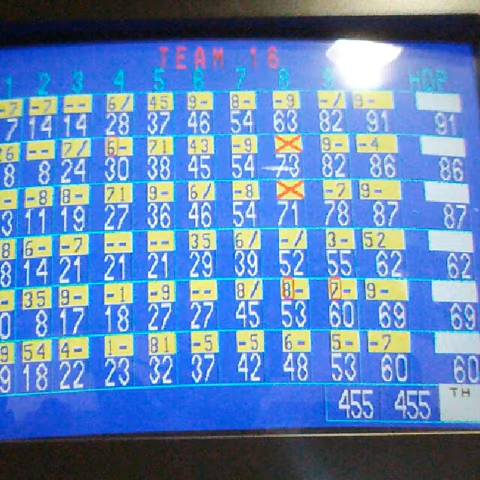 TEAM 16
1 2 3 4 5 6 7 8 9 HDP
-7 -7 -- 6/ 45 9- 8- -9 -/ 9-
7 14 14 28 37 46 54 63 82 91 91
-- 7/ 6- 71 43 -9 X 9- -4
8 8 24 30 38 45 54 73 82 86 86
- -8 8- 71 9- 6/ -8 X -7 9-
3 11 19 27 36 46 54 71 78 87 87
8 6- -7 -- -- 35 6/ -/ 3- 52
8 14 21 21 21 29 39 52 55 62 62
- 35 9- -1 -9 -- 8/ 8- 7- 9-
0 8 17 18 27 27 45 53 60 69 69
9 54 4- 1- 81 -5 -5 6- 5- -7
9 18 22 23 32 37 42 48 53 60 60
455 455 TH